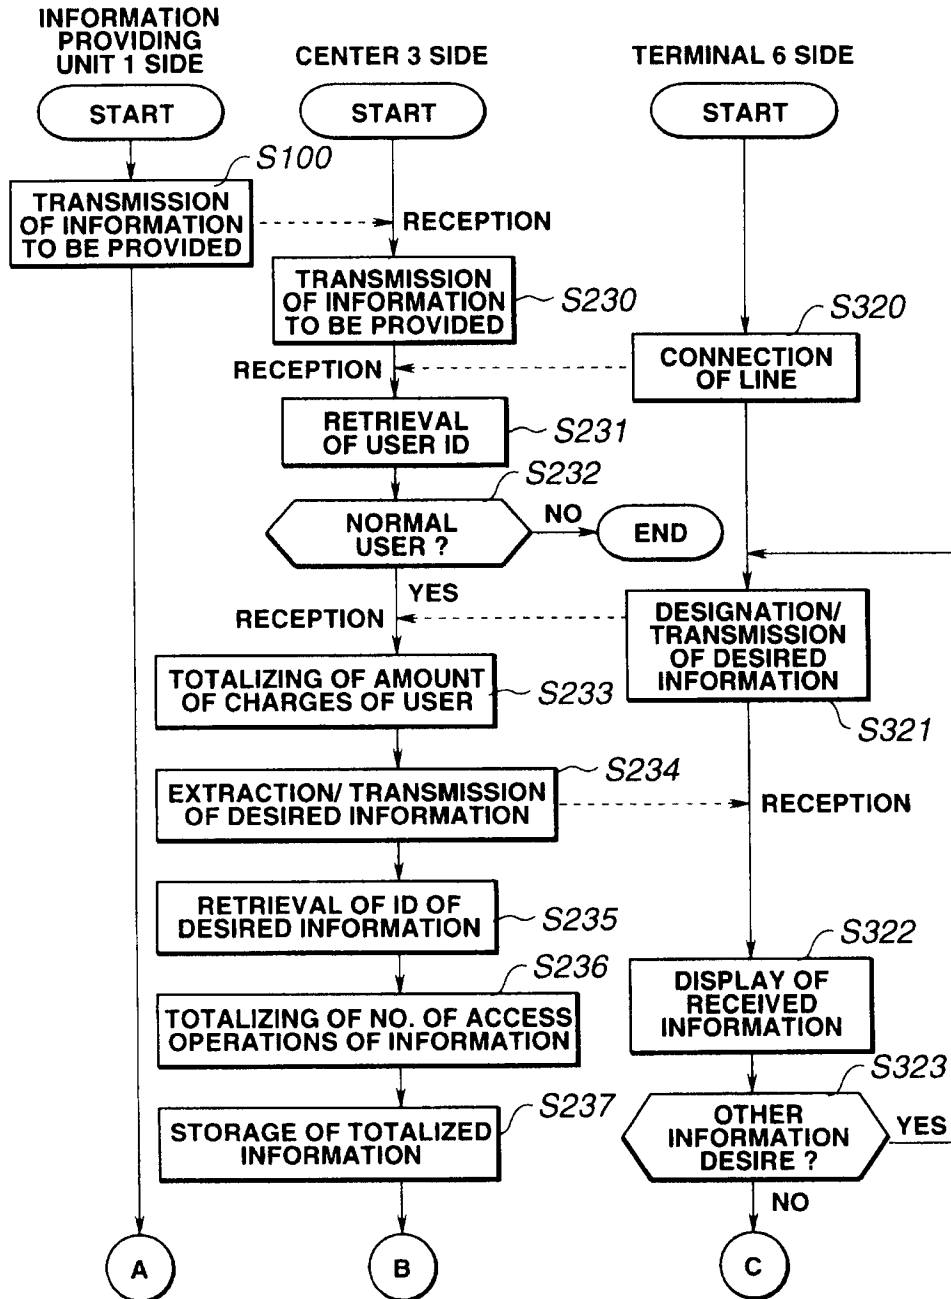 INFORMATION
PROVIDING
UNIT 1 SIDE
CENTER 3 SIDE
TERMINAL 6 SIDE
START
START
START
S100
TRANSMISSION
OF INFORMATION
TO BE PROVIDED
RECEPTION
TRANSMISSION
OF INFORMATION
TO BE PROVIDED
S230
S320
CONNECTION
OF LINE
RECEPTION
RETRIEVAL
OF USER ID
S231
S232
NORMAL
USER ?
NO
END
YES
RECEPTION
DESIGNATION/
TRANSMISSION
OF DESIRED
INFORMATION
S321
TOTALIZING OF AMOUNT
OF CHARGES OF USER
S233
S234
EXTRACTION/ TRANSMISSION
OF DESIRED INFORMATION
RECEPTION
RETRIEVAL OF ID OF
DESIRED INFORMATION
S235
S322
DISPLAY OF
RECEIVED
INFORMATION
S236
TOTALIZING OF NO. OF ACCESS
OPERATIONS OF INFORMATION
S323
OTHER
INFORMATION
DESIRE ?
YES
S237
STORAGE OF TOTALIZED
INFORMATION
NO
A
B
C